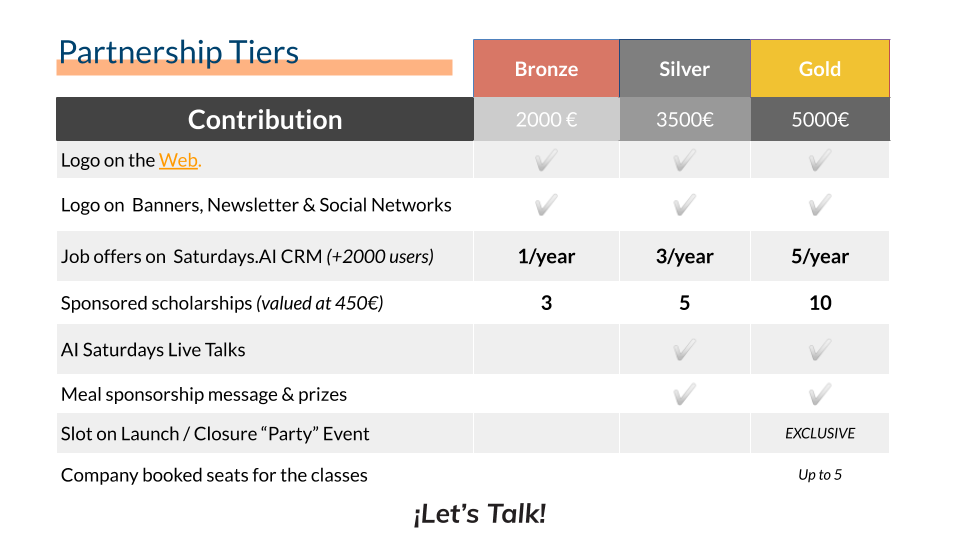 Partnership Tiers
Bronze Silver Gold
Contribution 2000 € 3500€ 5000€
Logo on the Web. ✔ ✔ ✔
Logo on Banners, Newsletter & Social Networks ✔ ✔ ✔
Job offers on Saturdays.AI CRM (+2000 users) 1/year 3/year 5/year
Sponsored scholarships (valued at 450€) 3 5 10
AI Saturdays Live Talks ✔ ✔
Meal sponsorship message & prizes ✔ ✔
Slot on Launch / Closure “Party” Event EXCLUSIVE
Company booked seats for the classes Up to 5
¡Let’s Talk!